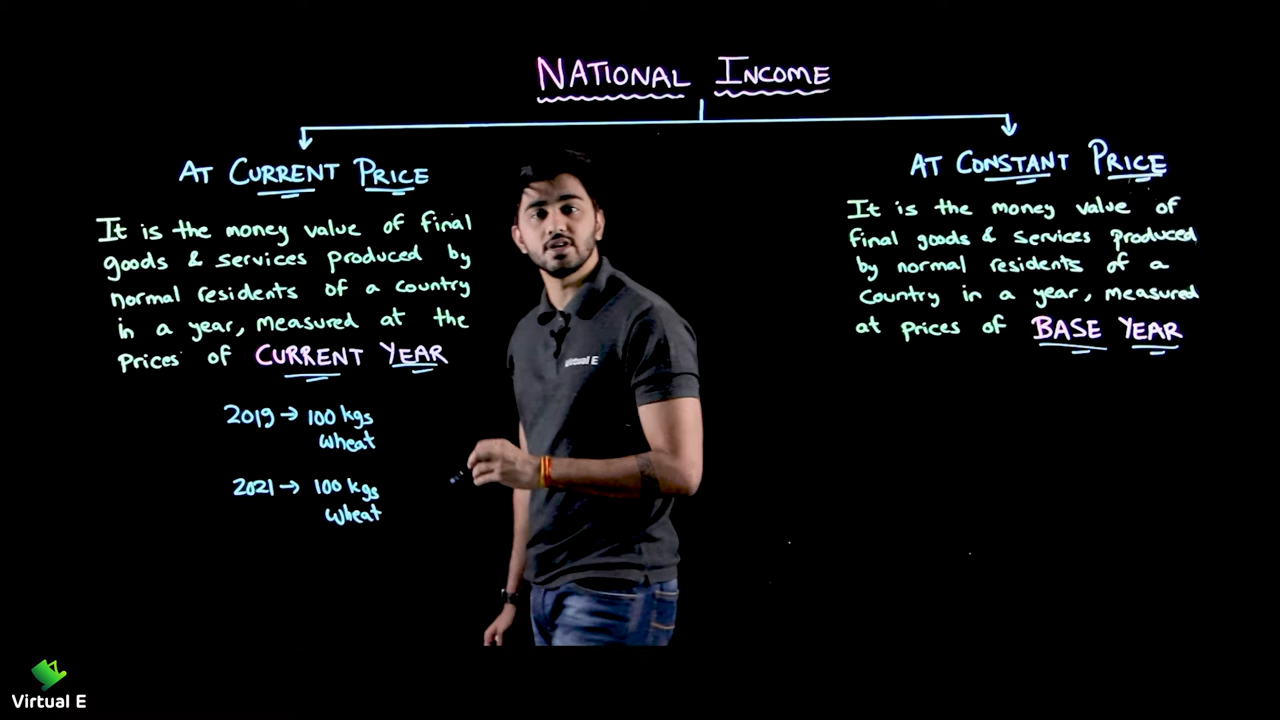 NATIONAL INCOME
AT CURRENT PRICE
It is the money value of final
goods & services produced by
normal residents of a country
in a year, measured at the
prices of CURRENT YEAR
2019 → 100 kgs
wheat
2021 → 100 kgs
wheat
AT CONSTANT PRICE
It is the money value of
final goods & services produced
by normal residents of a
country in a year, measured
at prices of BASE YEAR
Virtual E
Virtual E